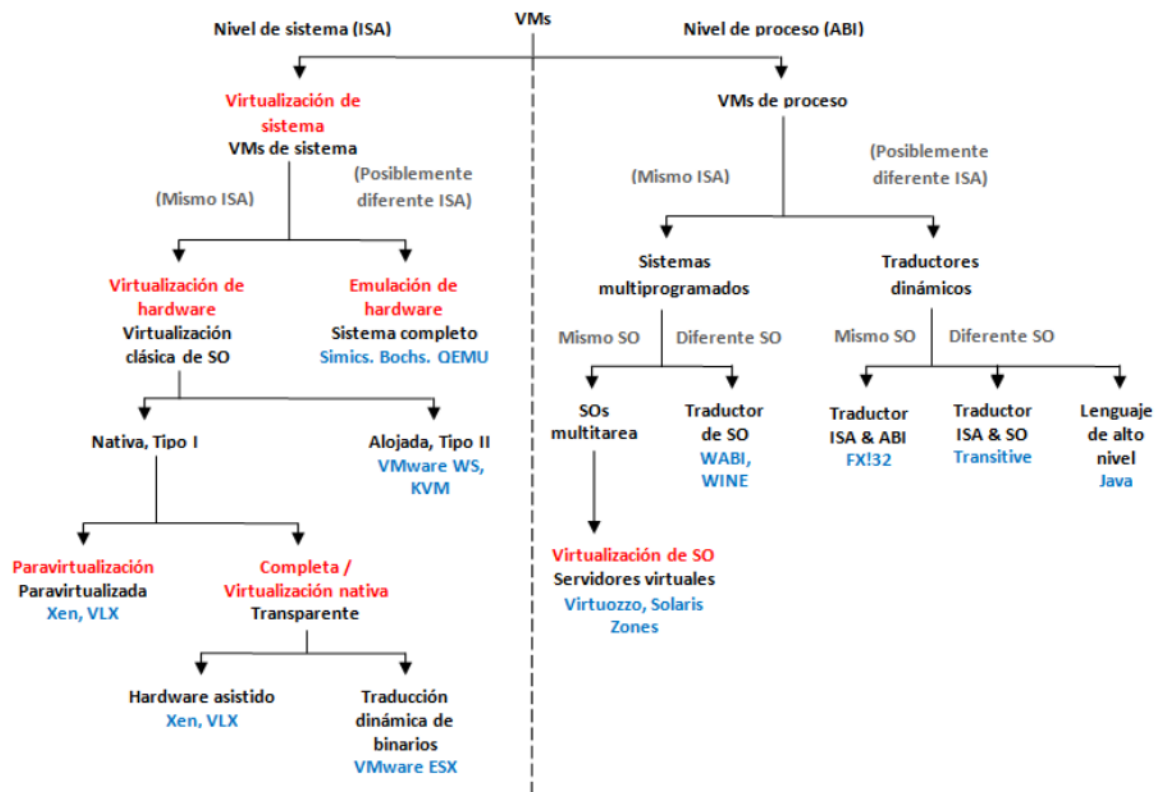 VMs
Nivel de sistema (ISA)
Nivel de proceso (ABI)
Virtualización de
sistema
VMs de sistema
(Mismo ISA)
(Posiblemente
diferente ISA)
Virtualización de
hardware
Virtualización
clásica de SO
Emulación de
hardware
Sistema completo
Simics. Bochs. QEMU
Nativa, Tipo I
Alojada, Tipo II
VMware WS,
KVM
Paravirtualización
Paravirtualizada
Xen, VLX
Completa /
Virtualización nativa
Transparente
Hardware asistido
Xen, VLX
Traducción
dinámica de
binarios
VMware ESX
VMs de proceso
(Mismo ISA)
(Posiblemente
diferente ISA)
Sistemas
multiprogramados
Traductores
dinámicos
Mismo SO
Diferente SO
Mismo SO
Diferente SO
SOs
multitarea
Traductor
de SO
WABI,
WINE
Traductor
ISA & ABI
FX!32
Traductor
ISA & SO
Transitive
Lenguaje
de alto
nivel
Java
Virtualización de SO
Servidores virtuales
Virtuozzo, Solaris
Zones